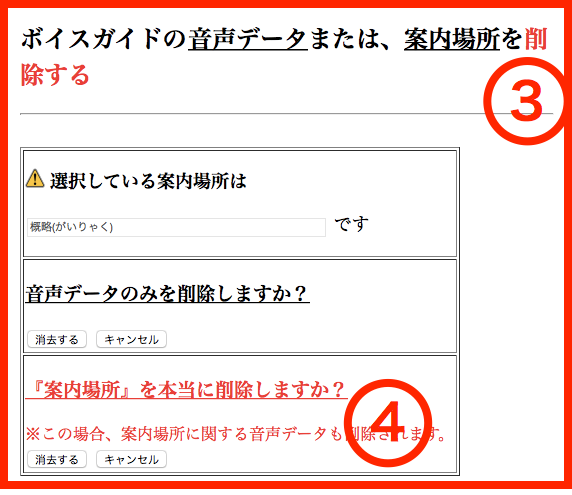 ボイスガイドの音声データまたは、案内場所を削
除する
③
選択している案内場所は
概略(がいりゃく) です
音声データのみを削除しますか？
消去する キャンセル
『案内場所』を本当に削除しますか？
④
※この場合、案内場所に関する音声データも削除されます。
消去する キャンセル